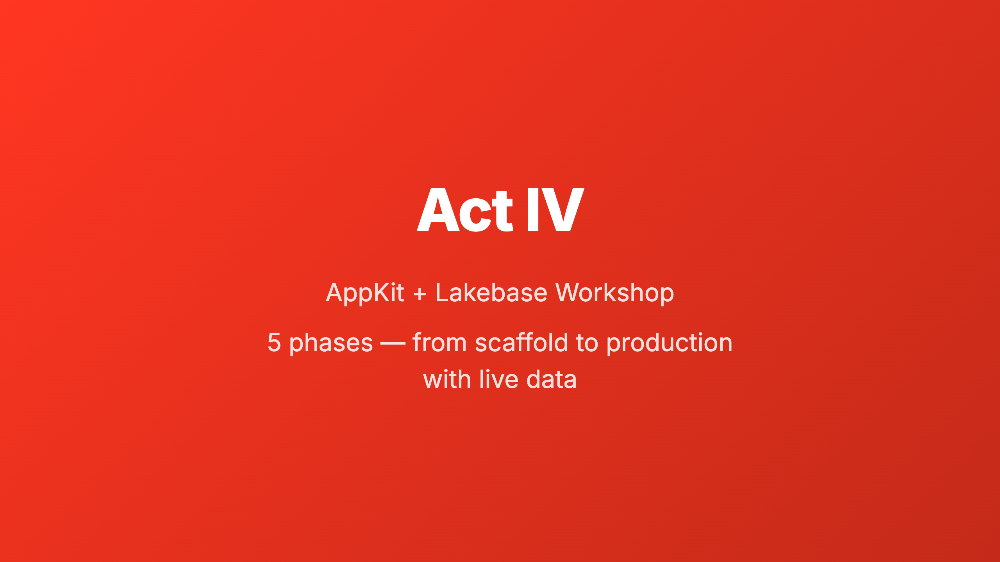 Act IV
AppKit + Lakebase Workshop
5 phases — from scaffold to production
with live data